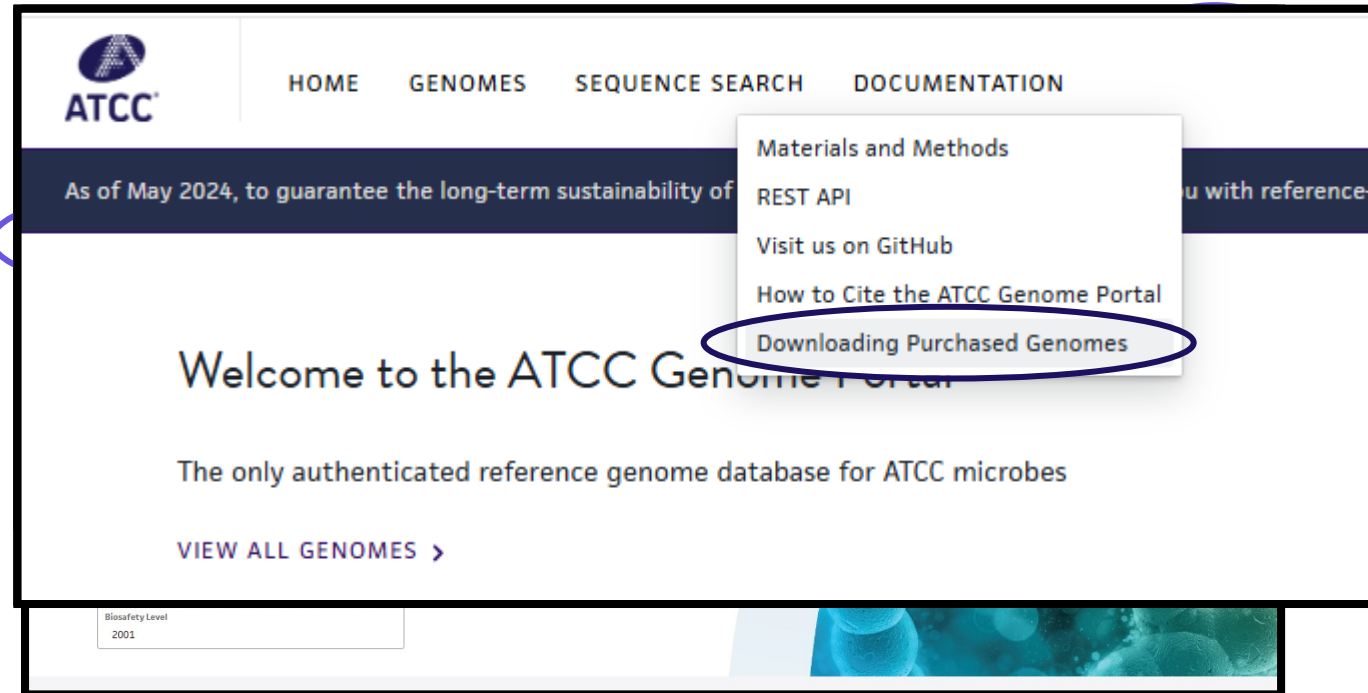 ATCC®
HOME GENOMES SEQUENCE SEARCH DOCUMENTATION
Materials and Methods
REST API
Visit us on GitHub
How to Cite the ATCC Genome Portal
Downloading Purchased Genomes
As of May 2024, to guarantee the long-term sustainability of u with reference-
Welcome to the ATCC Genome Portal
The only authenticated reference genome database for ATCC microbes
VIEW ALL GENOMES >
Biosafety Level
2001